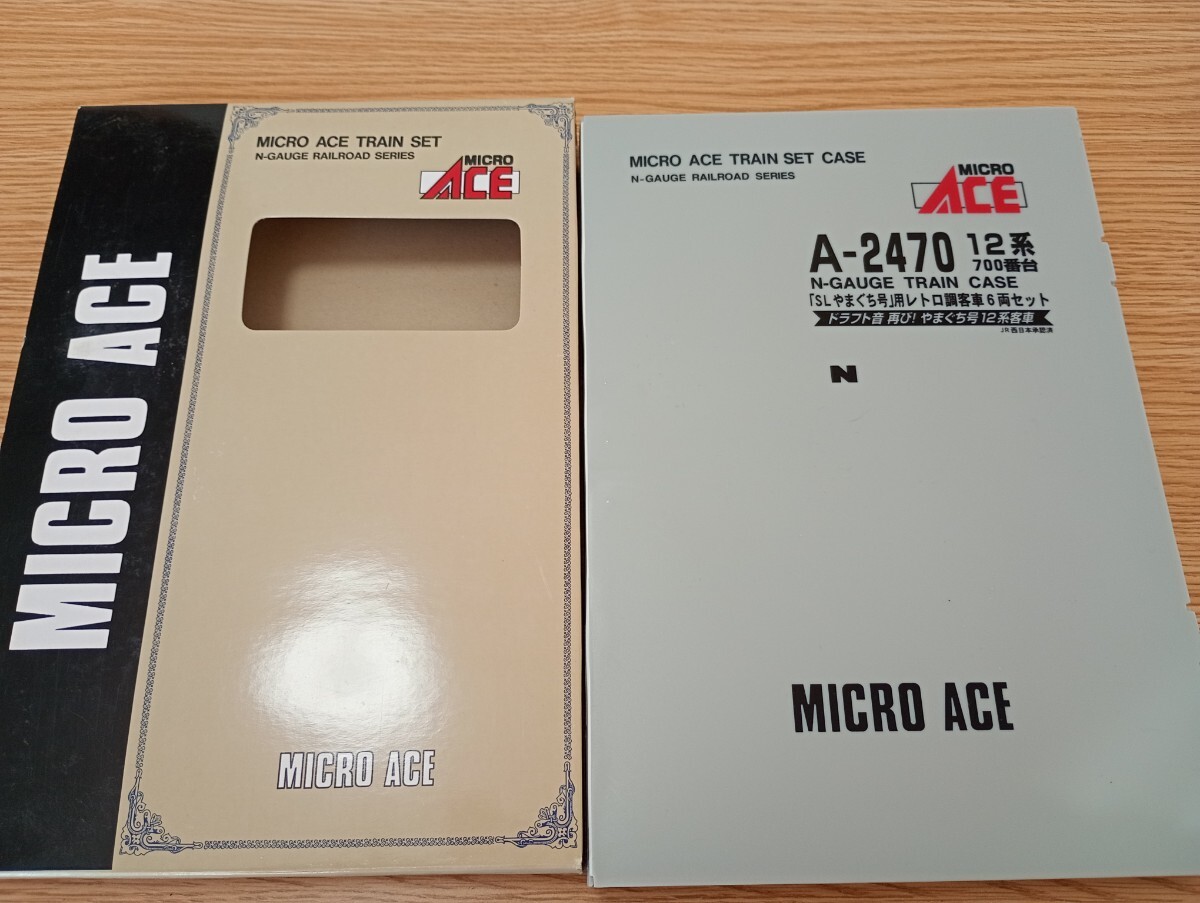 MICRO ACE
MICRO ACE TRAIN SET
N-GAUGE RAILROAD SERIES
MICRO
ACE
MICRO ACE
MICRO ACE TRAIN SET CASE
N-GAUGE RAILROAD SERIES
MICRO
ACE
A-2470 12系
700番台
N-GAUGE TRAIN CASE
「SLやまぐち号」用レトロ調客車6両セット
ドラフト音 再び! やまぐち号12系客車
JR西日本承認済
N
MICRO ACE